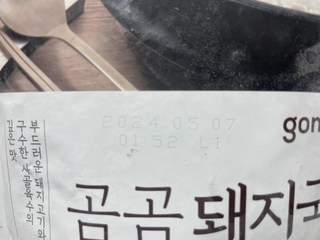 2024.05.07
01:52 L1
gom
곰곰 돼지국
부드러운 돼지고기와
구수한 사골육수의
깊은 맛